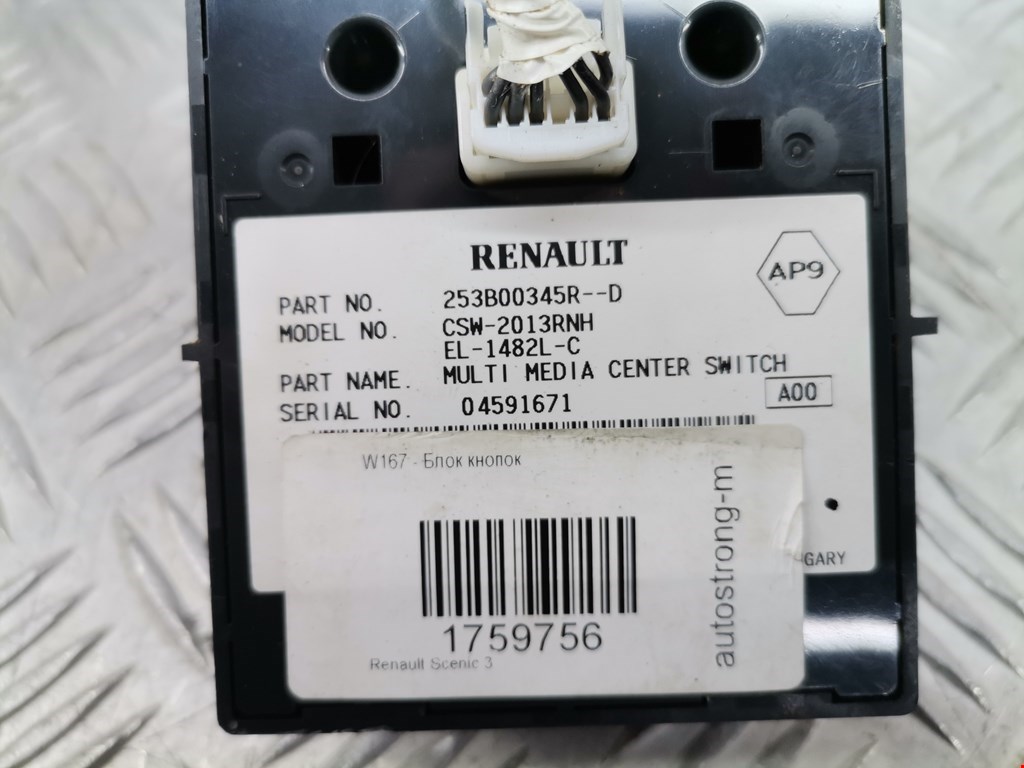 RENAULT
AP9
PART NO. 253B00345R--D
MODEL NO. CSW-2013RNH
EL-1482L-C
PART NAME. MULTI MEDIA CENTER SWITCH
SERIAL NO. 04591671
A00
W167 - Блок кнопок
1759756
Renault Scenic 3
autostrong-m
GARY